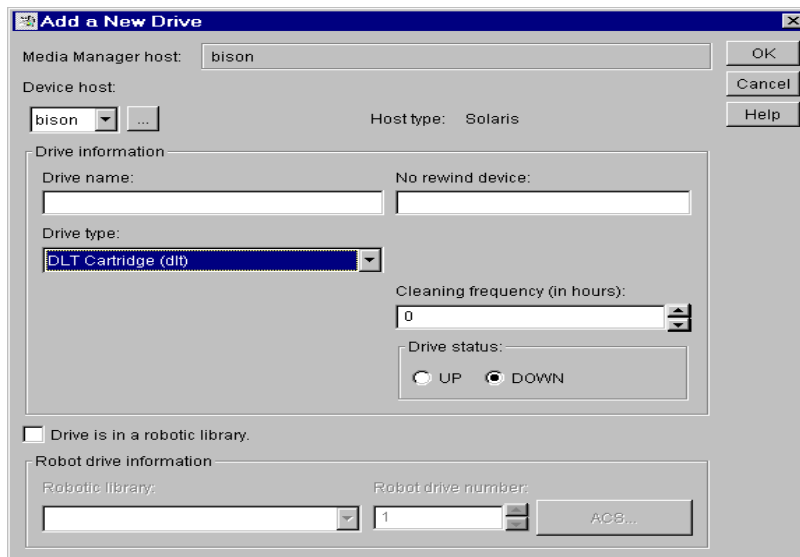 Add a New Drive
Media Manager host: bison
OK
Device host:
Cancel
bison ... Host type: Solaris
Help
Drive information
Drive name: No rewind device:
Drive type:
DLT Cartridge (dlt)
Cleaning frequency (in hours):
0
Drive status:
UP DOWN
Drive is in a robotic library.
Robot drive information
Robotic library: Robot drive number:
1 ACS...